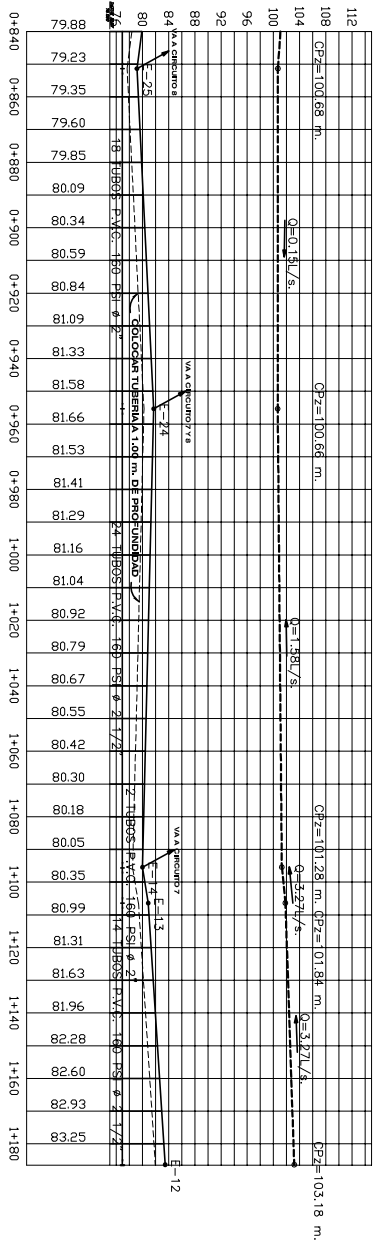 112
108
104
100
96
92
88
84
80
76
CPz=100.68 m.
CPz=100.66 m.
CPz=101.28 m.
CPz=101.84 m.
CPz=103.18 m.
Q=0.15L/s.
Q=1.58L/s.
Q=3.27L/s.
Q=3.27L/s.
VA A CIRCUITO 8
VA A CIRCUITO 7 Y 8
VA A CIRCUITO 7
E-25
E-24
E-14
E-13
E-12
COLOCAR TUBERIA A 1.00 m. DE PROFUNDIDAD
18 TUBOS P.V.C. 160 PSI ø 2"
24 TUBOS P.V.C. 160 PSI ø 2 1/2"
2 TUBOS P.V.C. 160 PSI ø 2"
14 TUBOS P.V.C. 160 PSI ø 2 1/2"
79.88
79.23
79.35
79.60
79.85
80.09
80.34
80.59
80.84
81.09
81.33
81.58
81.66
81.53
81.41
81.29
81.16
81.04
80.92
80.79
80.67
80.55
80.42
80.30
80.18
80.05
80.35
80.99
81.31
81.63
81.96
82.28
82.60
82.93
83.25
0+840
0+860
0+880
0+900
0+920
0+940
0+960
0+980
1+000
1+020
1+040
1+060
1+080
1+100
1+120
1+140
1+160
1+180